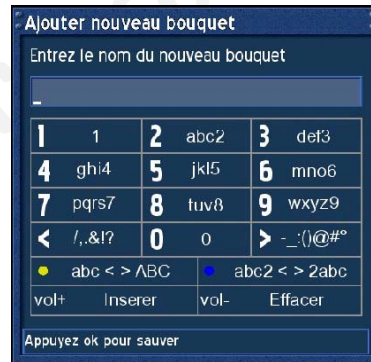 Ajouter nouveau bouquet
Entrez le nom du nouveau bouquet
_
1 1 2 abc2 3 def3
4 ghi4 5 jkl5 6 mno6
7 pqrs7 8 tuv8 9 wxyz9
< /,.&!? 0 0 > -_:()@#°
abc < > ABC abc2 < > 2abc
vol+ Inserer vol- Effacer
Appuyez ok pour sauver